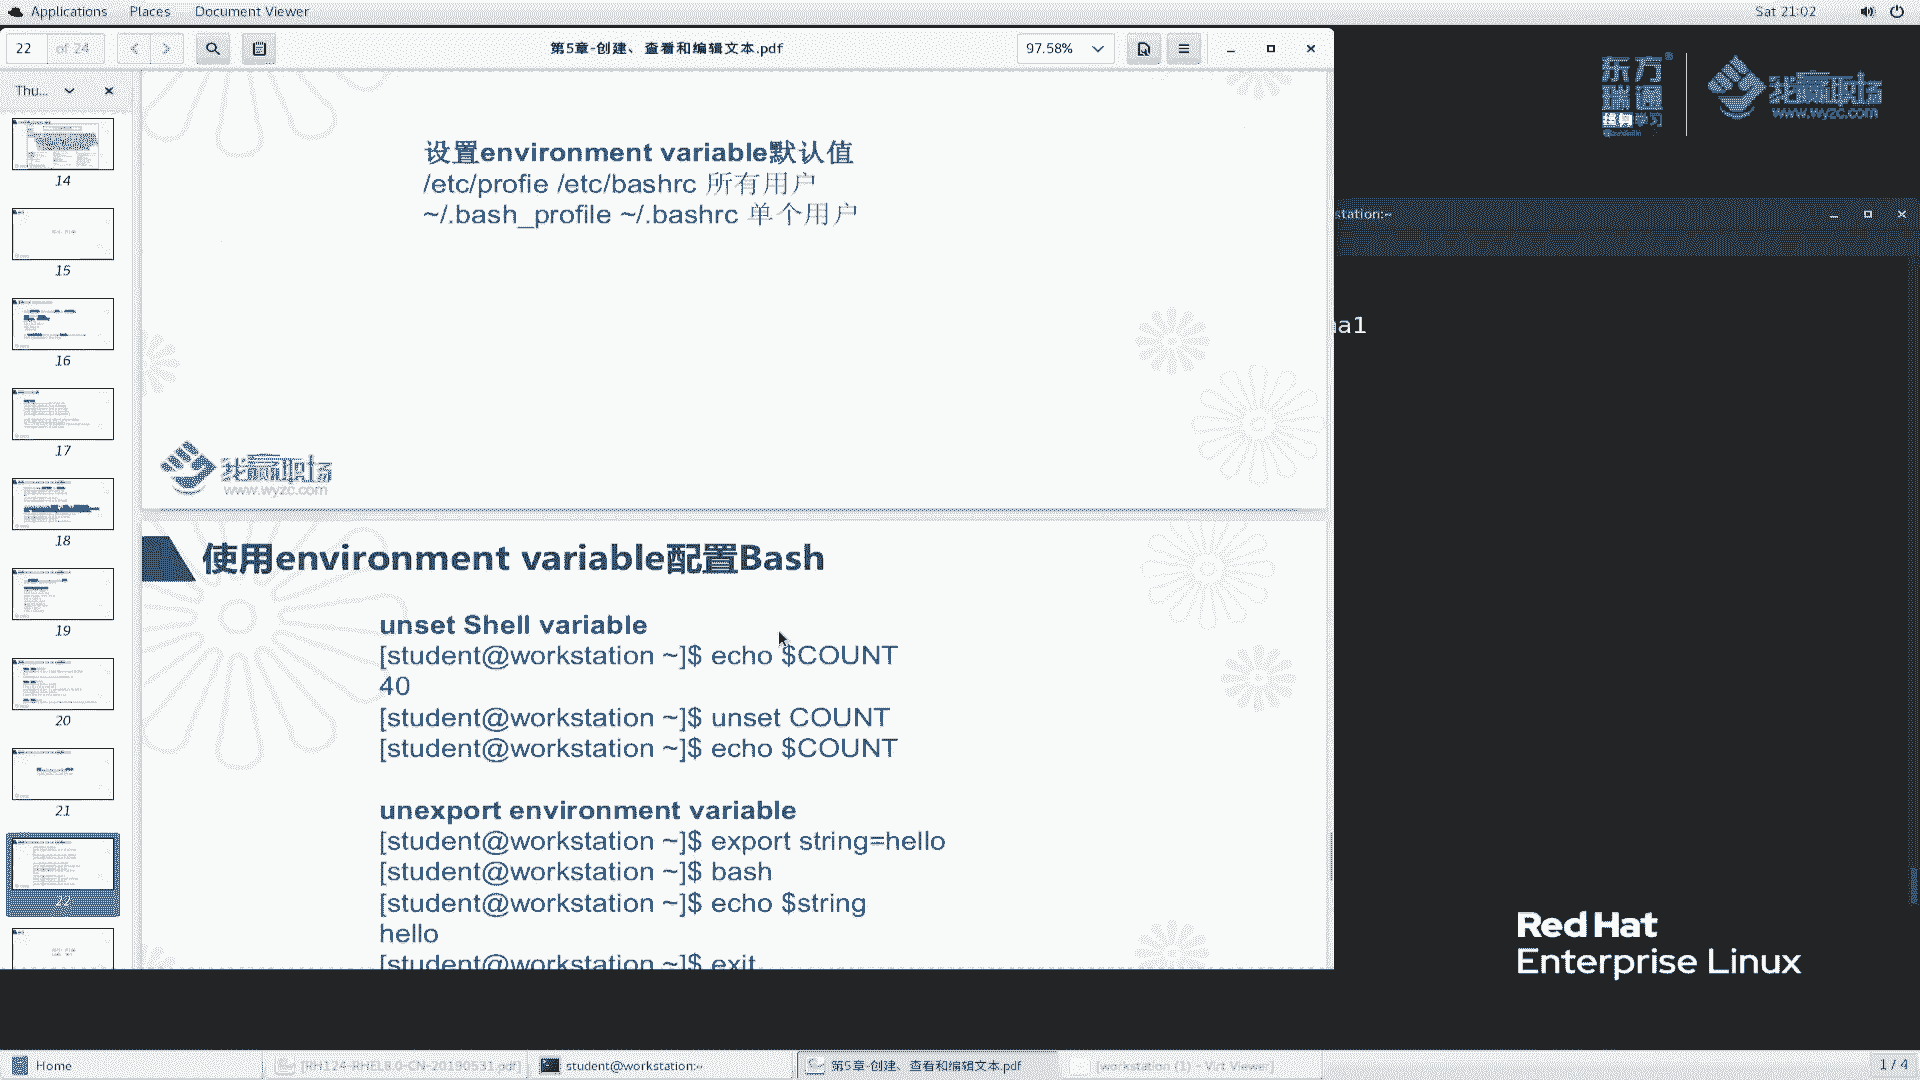 Applications Places Document Viewer Sat 21:02
22 of 24 第5章-创建、查看和编辑文本.pdf 97.58%
Thu...
14
15
16
17
18
19
20
21
22
设置environment variable默认值
/etc/profie /etc/bashrc 所有用户
~/.bash_profile ~/.bashrc 单个用户
我赢职场
www.wyzc.com
使用environment variable配置Bash
unset Shell variable
[student@workstation ~]$ echo $COUNT
40
[student@workstation ~]$ unset COUNT
[student@workstation ~]$ echo $COUNT
unexport environment variable
[student@workstation ~]$ export string=hello
[student@workstation ~]$ bash
[student@workstation ~]$ echo $string
hello
[student@workstation ~]$ exit
东方瑞通
终身学习
我赢职场
www.wyzc.com
station:~
a1
Red Hat
Enterprise Linux
Home [RH124-RHEL8.0-CN-20190531.pdf] student@workstation:~ 第5章-创建、查看和编辑文本.pdf [workstation (1) – Virt Viewer] 1 / 4